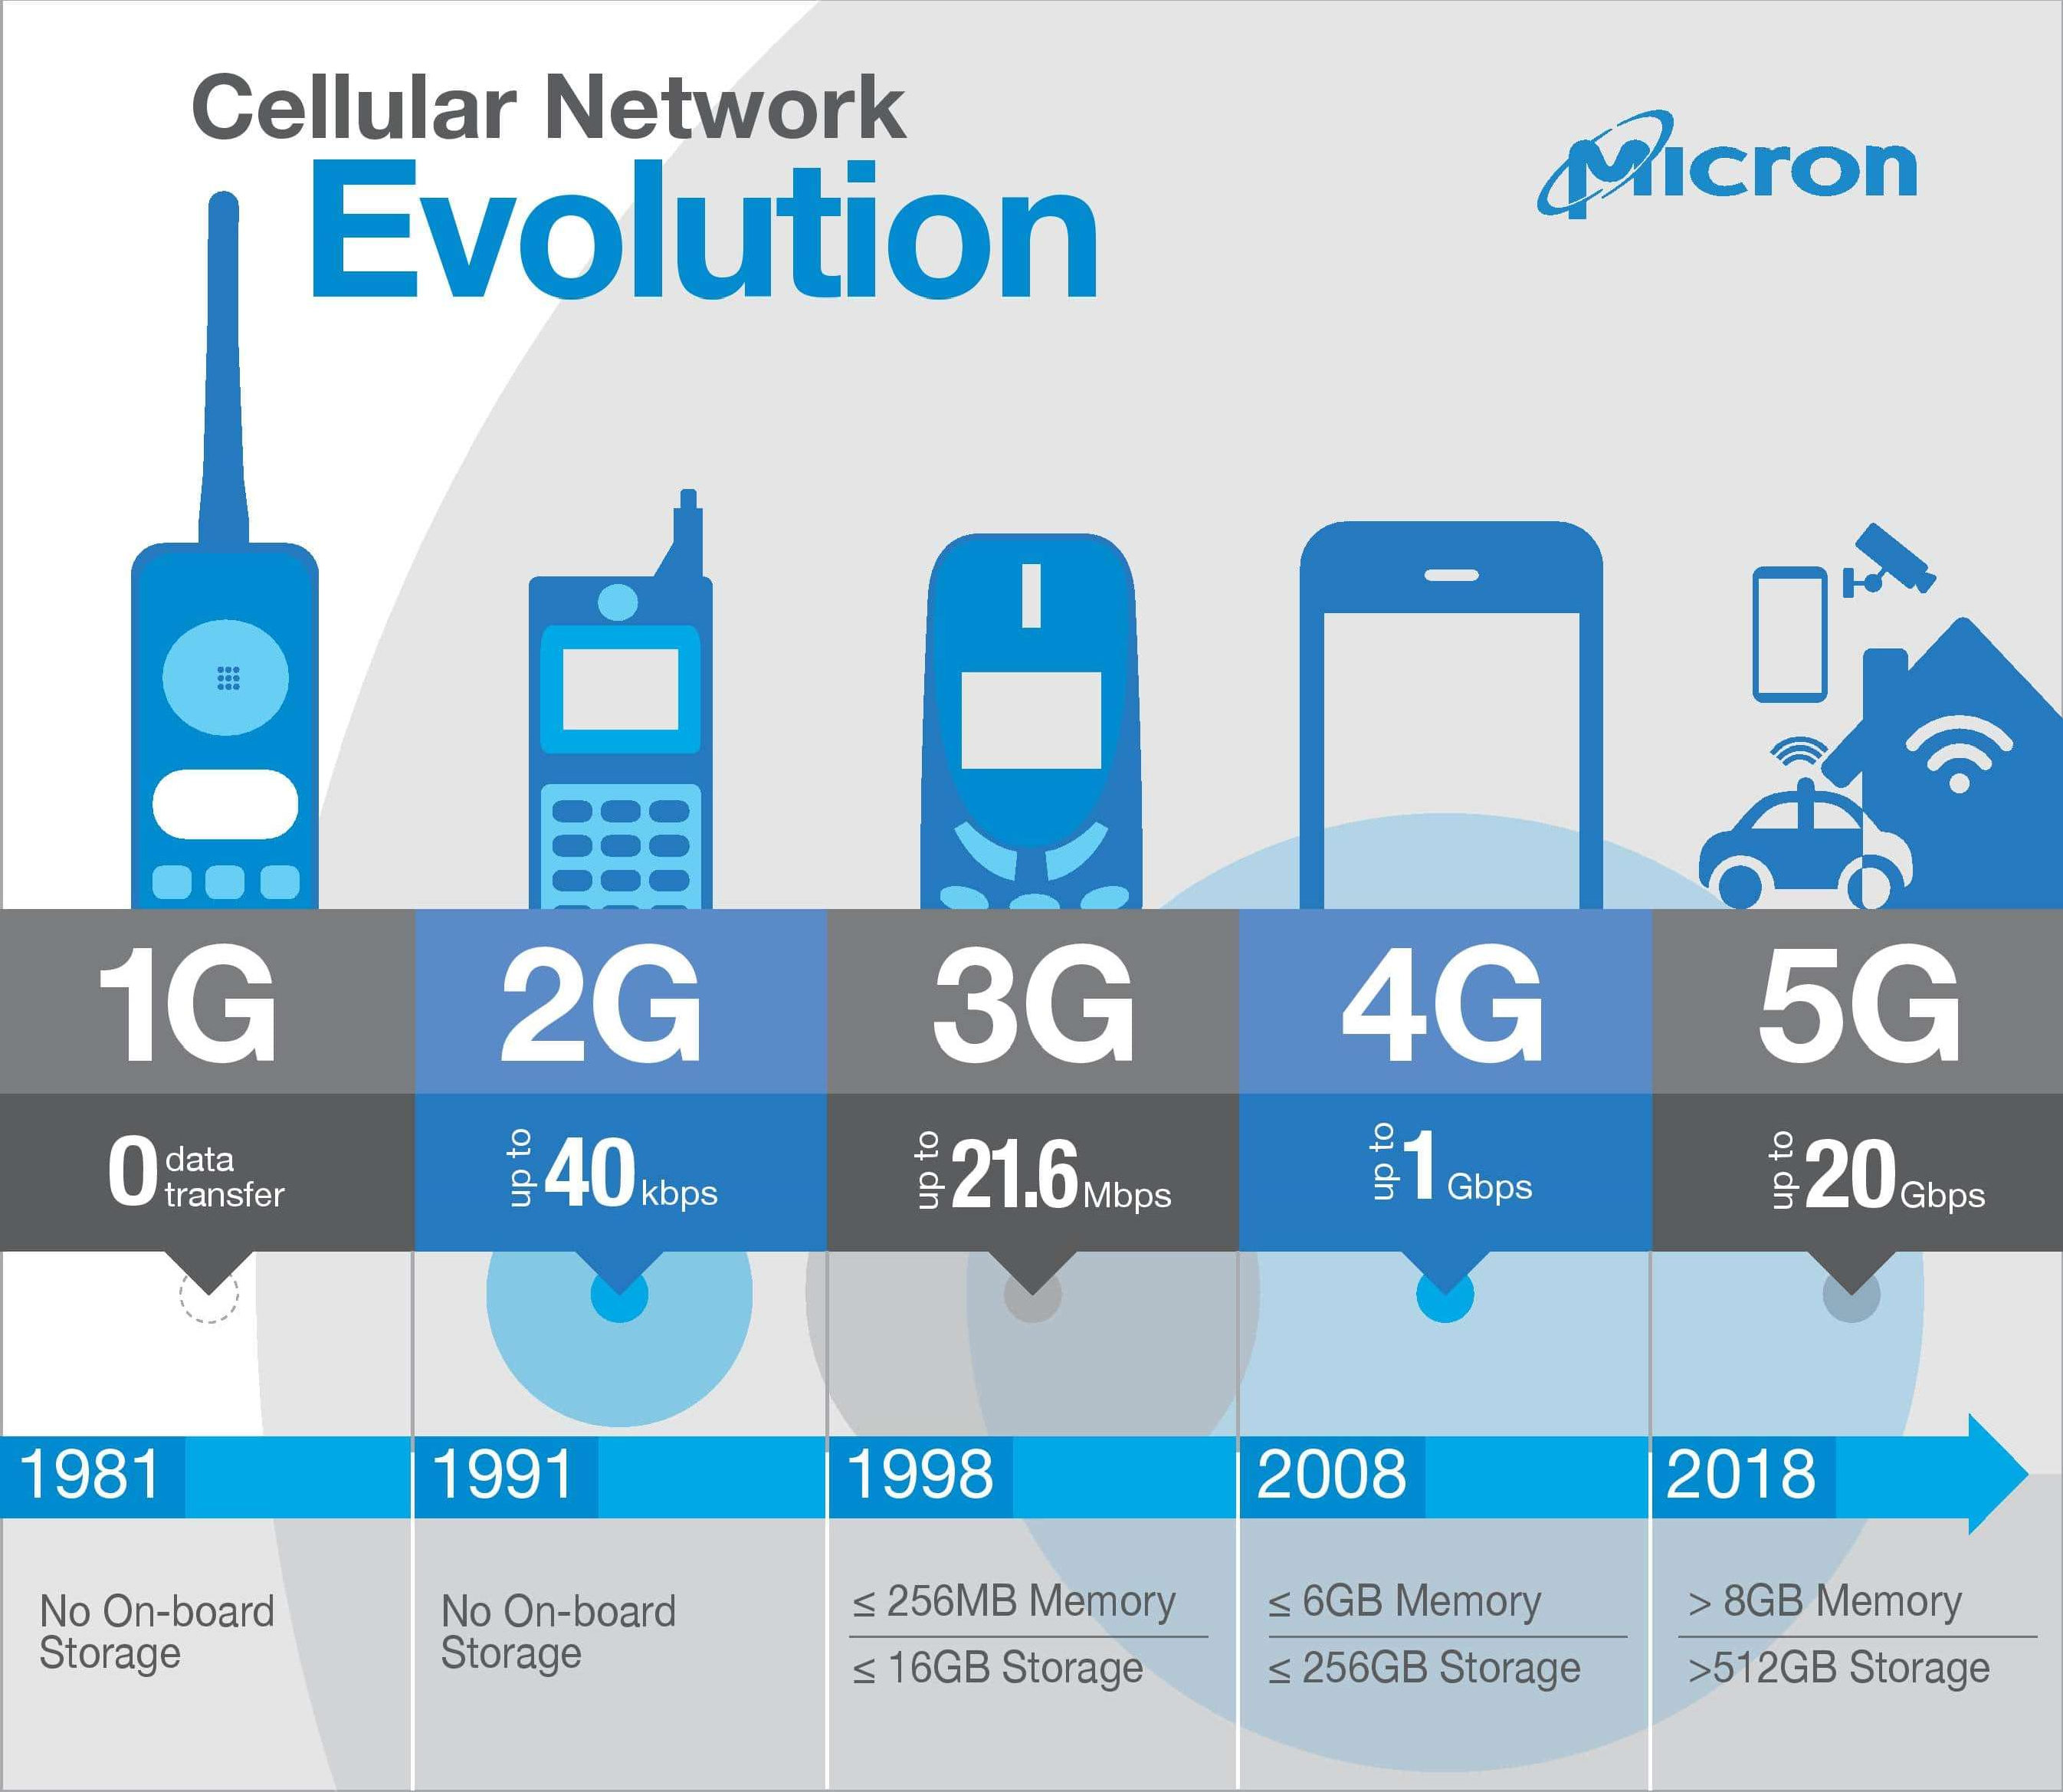 Cellular Network
Evolution
Micron
1G
2G
3G
4G
5G
0 data transfer
up to 40 kbps
up to 21.6 Mbps
up to 1 Gbps
up to 20 Gbps
1981
1991
1998
2008
2018
No On-board
Storage
No On-board
Storage
≤ 256MB Memory
≤ 16GB Storage
≤ 6GB Memory
≤ 256GB Storage
> 8GB Memory
>512GB Storage